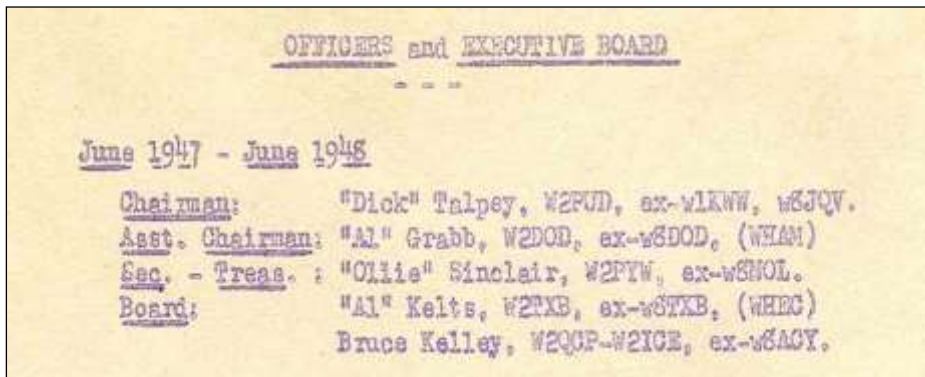 OFFICERS and EXECUTIVE BOARD
- - -
June 1947 - June 1948
Chairman: "Dick" Talpey, W2PUD, ex-w1KWW, w8JQV.
Asst. Chairman: "Al" Grabb, W2DOD, ex-w8DOD, (WHAM)
Sec. - Treas. : "Ollie" Sinclair, W2PYW, ex-w8NOL.
Board: "Al" Kelts, W2TXB, ex-w8TXB, (WHEC)
Bruce Kelley, W2QCP-W2ICE, ex-w8ACY.